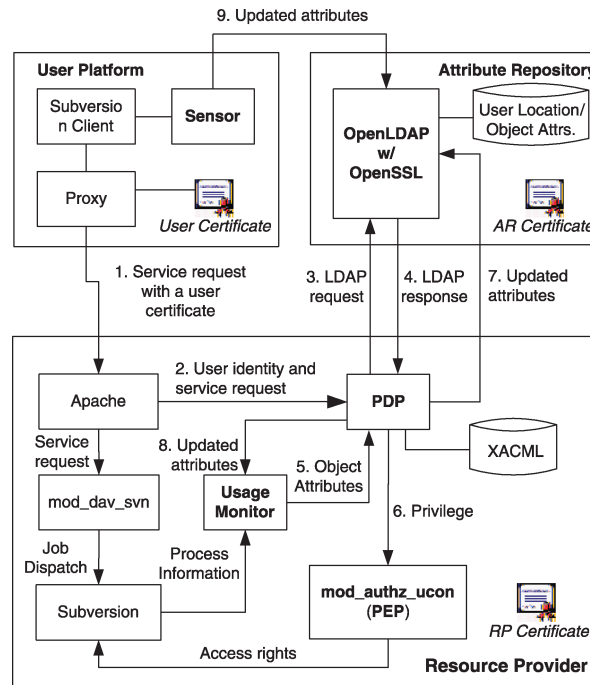 9. Updated attributes
User Platform
Attribute Repository
Subversio
n Client
Sensor
OpenLDAP
w/
OpenSSL
User Location/
Object Attrs.
Proxy
User Certificate
AR Certificate
1. Service request
with a user
certificate
3. LDAP
request
4. LDAP
response
7. Updated
attributes
2. User identity and
service request
Apache
PDP
XACML
Service
request
8. Updated
attributes
5. Object
Attributes
mod_dav_svn
Usage
Monitor
6. Privilege
Job
Dispatch
Process
Information
Subversion
mod_authz_ucon
(PEP)
RP Certificate
Access rights
Resource Provider